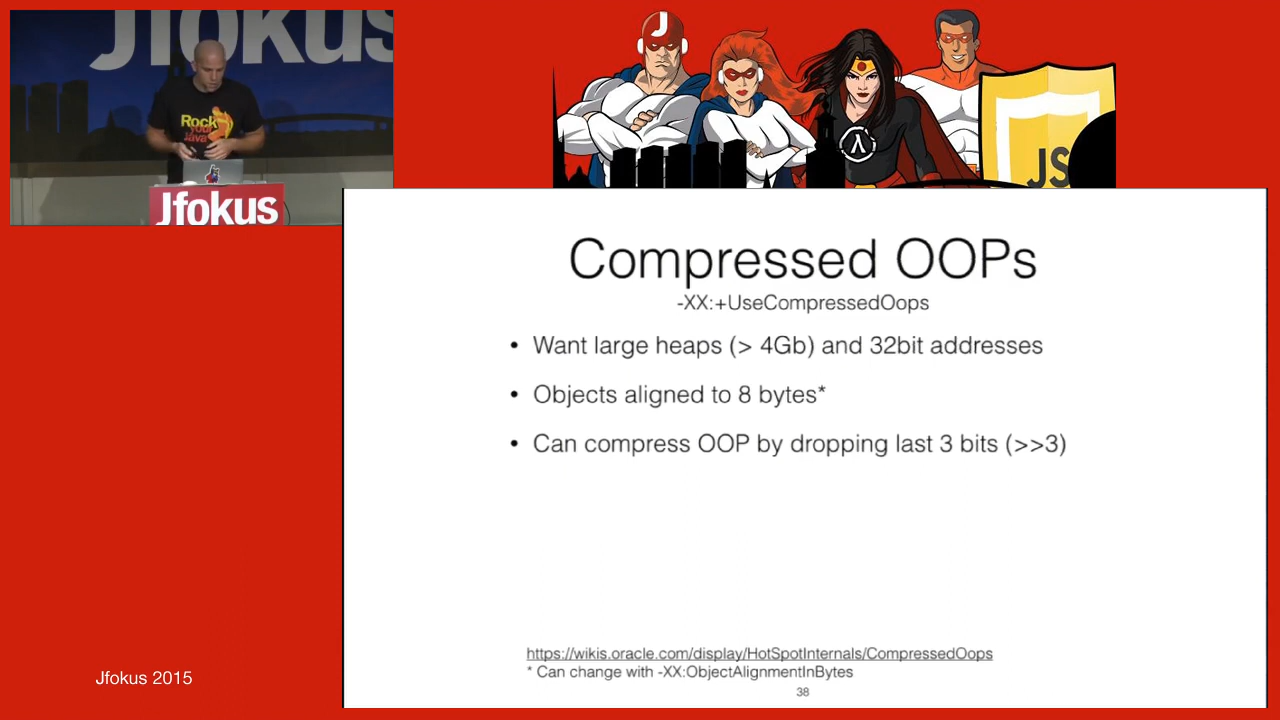 Jfokus
Rock
Your
Java
Jfokus
J
JS
Compressed OOPs
-XX:+UseCompressedOops
• Want large heaps (> 4Gb) and 32bit addresses
• Objects aligned to 8 bytes*
• Can compress OOP by dropping last 3 bits (>>3)
https://wikis.oracle.com/display/HotSpotInternals/CompressedOops
* Can change with -XX:ObjectAlignmentInBytes
38
Jfokus 2015